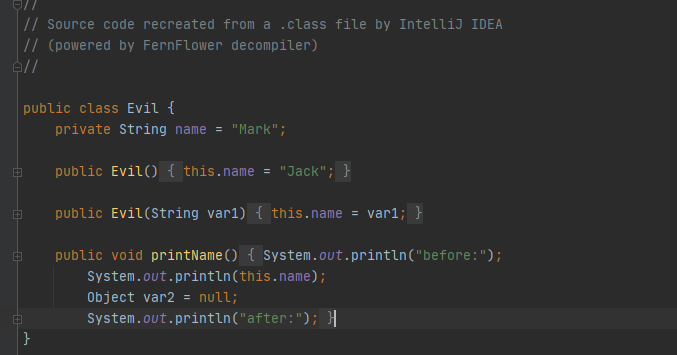 //
// Source code recreated from a .class file by IntelliJ IDEA
// (powered by FernFlower decompiler)
//
public class Evil {
private String name = "Mark";
public Evil() { this.name = "Jack"; }
public Evil(String var1) { this.name = var1; }
public void printName() { System.out.println("before:");
System.out.println(this.name);
Object var2 = null;
System.out.println("after:"); }
}